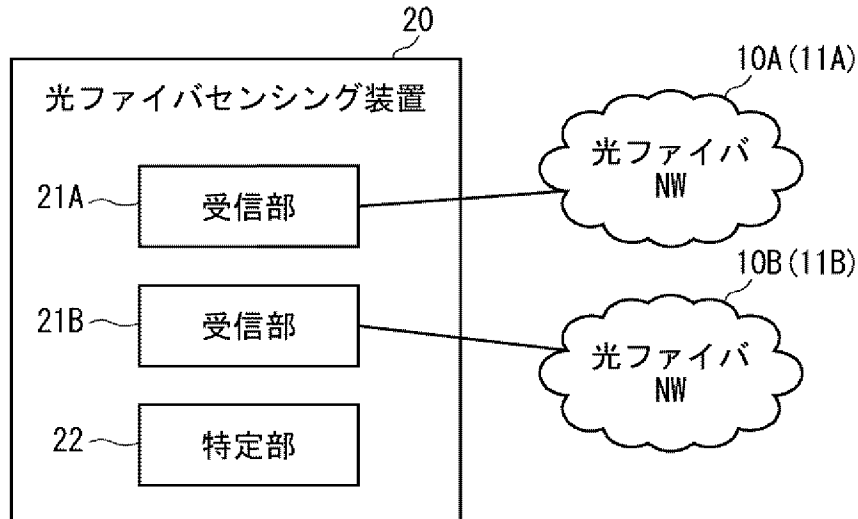 20
光ファイバセンシング装置
10A(11A)
光ファイバ
NW
21A
受信部
10B(11B)
光ファイバ
NW
21B
受信部
22
特定部